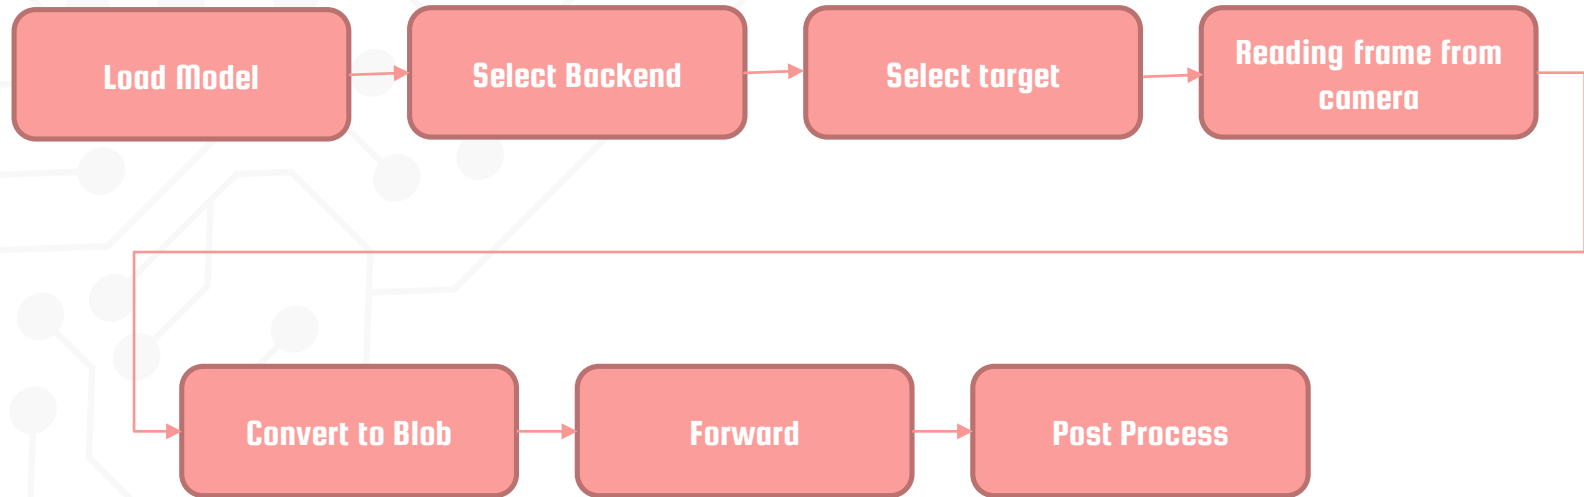 Load Model
Select Backend
Select target
Reading frame from
camera
Convert to Blob
Forward
Post Process